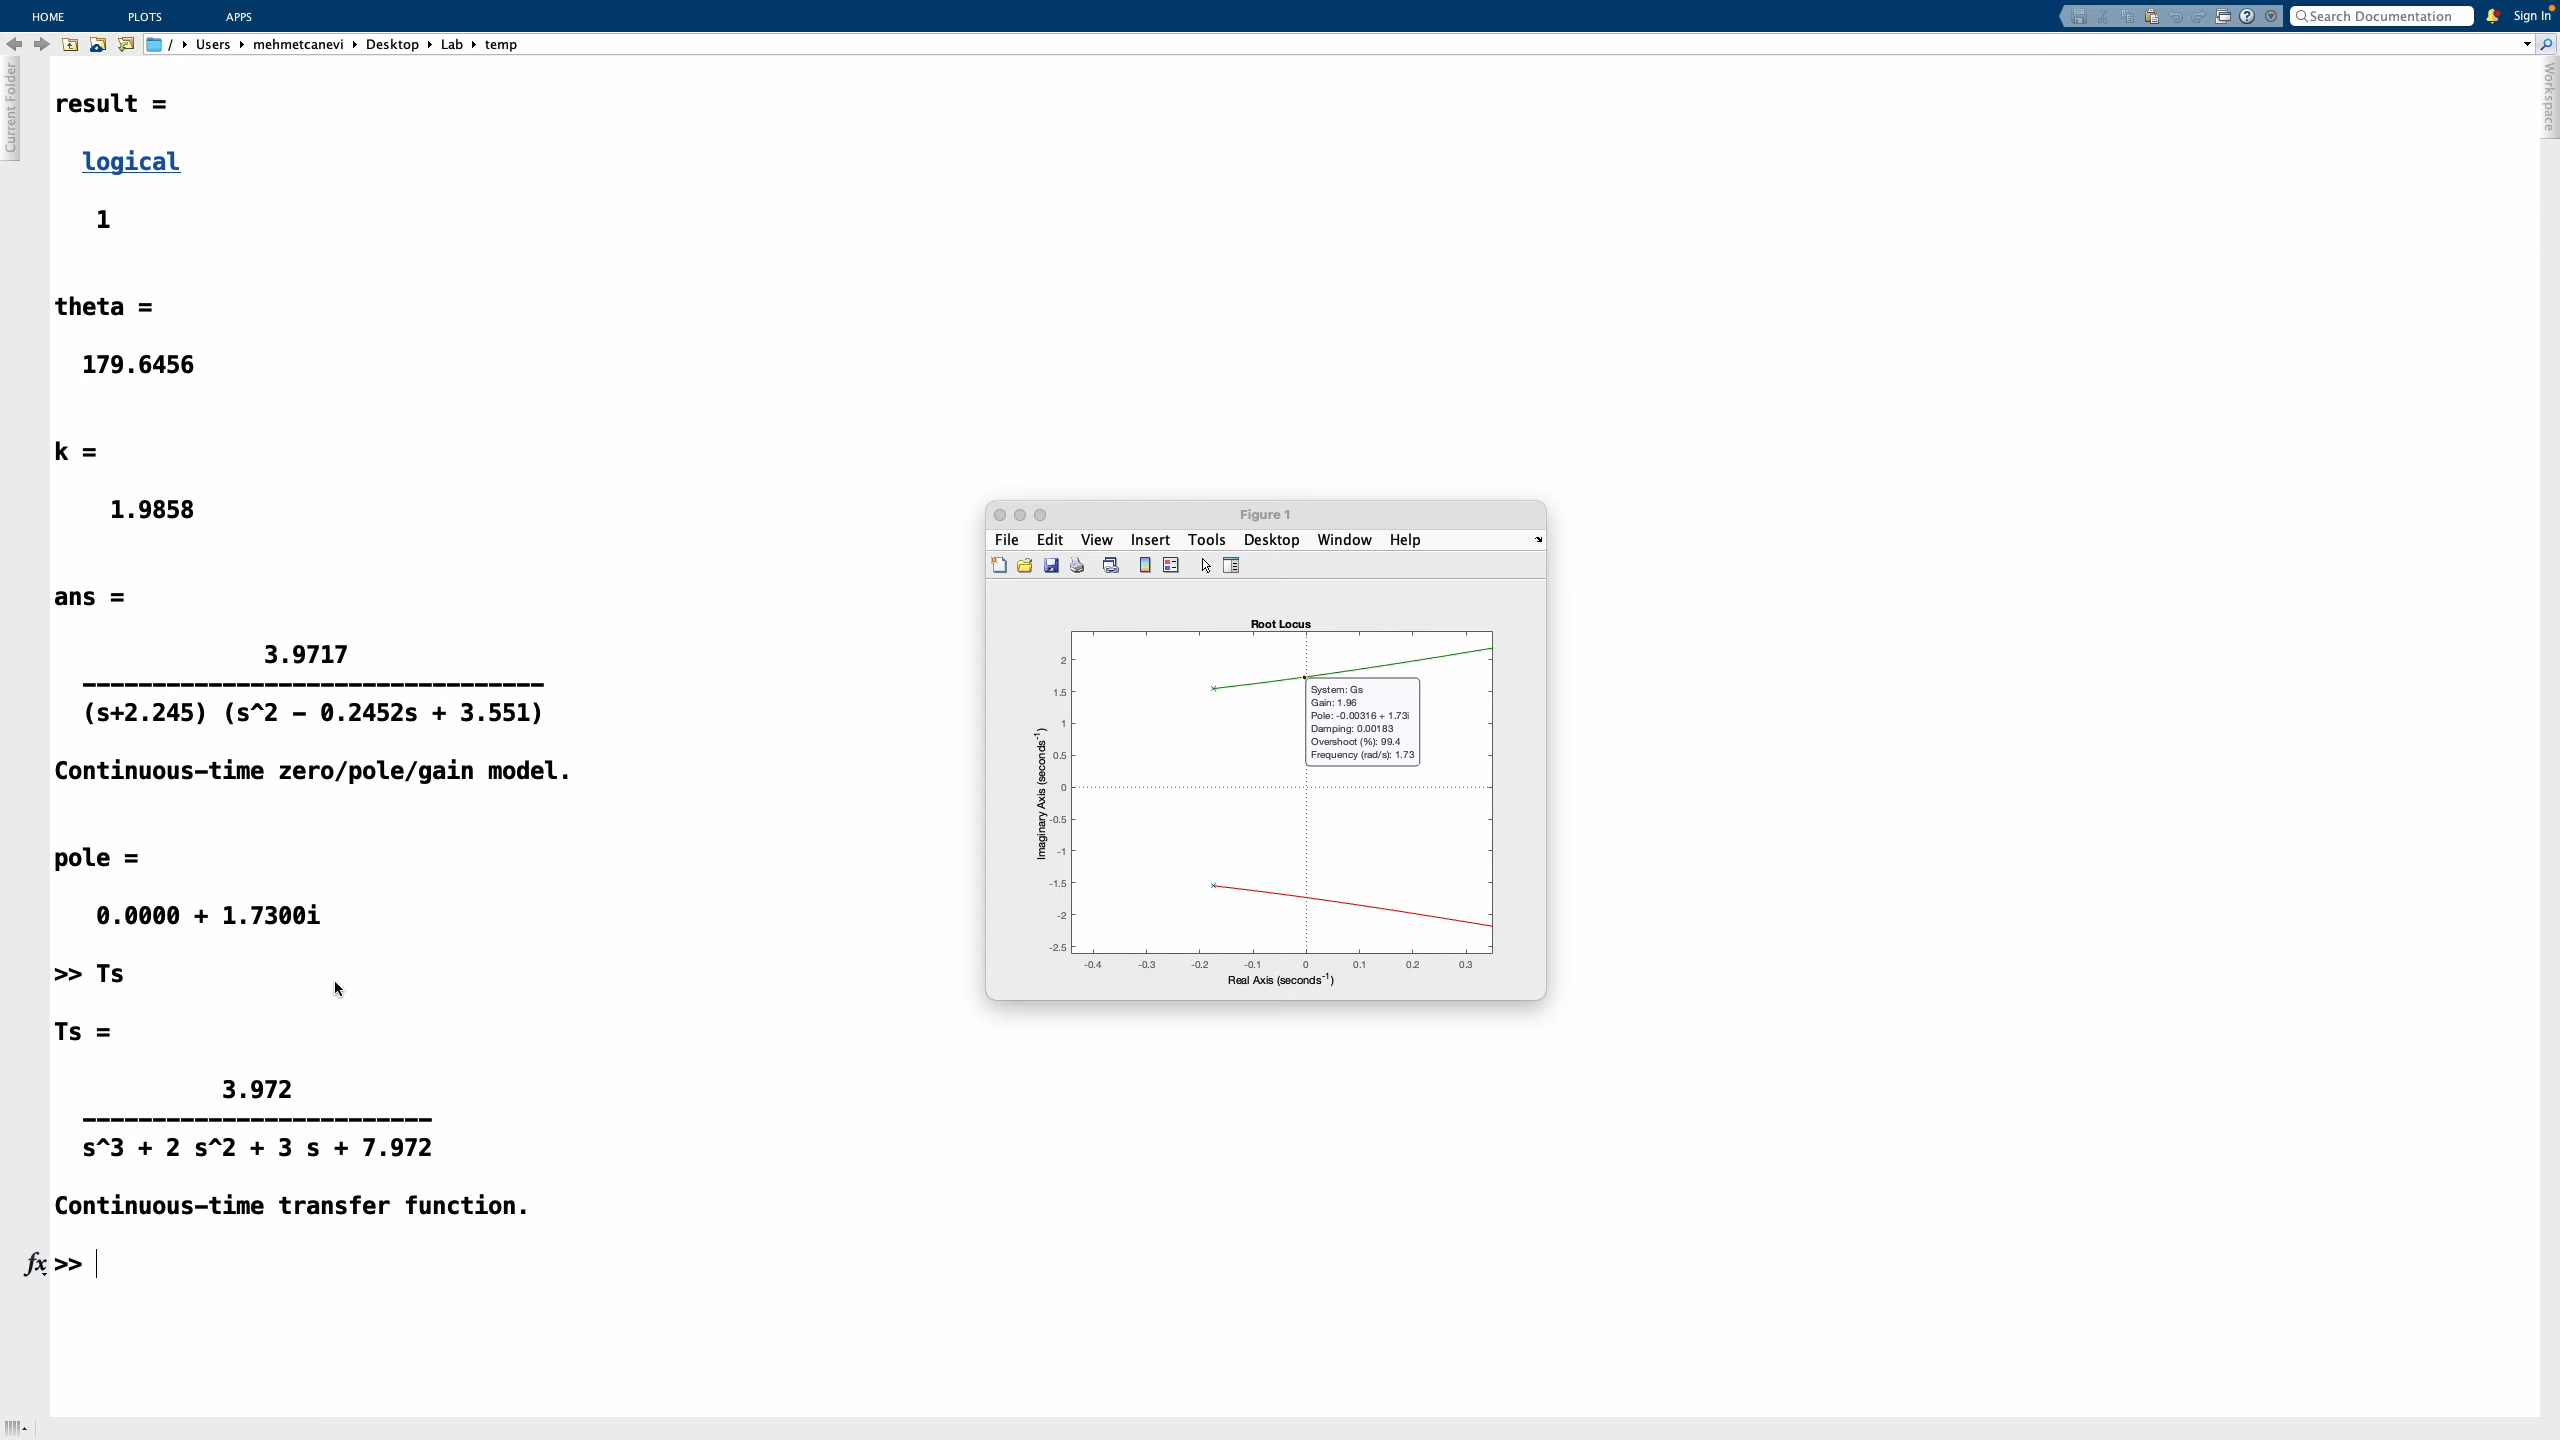 HOME PLOTS APPS
Search Documentation Sign In
/ Users mehmetcanevi Desktop Lab temp
Current Folder
Workspace
result =
logical
1
theta =
179.6456
k =
1.9858
ans =
3.9717
---------------------------------
(s+2.245) (s^2 - 0.2452s + 3.551)
Continuous-time zero/pole/gain model.
pole =
0.0000 + 1.7300i
>> Ts
Ts =
3.972
-------------------------
s^3 + 2 s^2 + 3 s + 7.972
Continuous-time transfer function.
fx >>
Figure 1
File Edit View Insert Tools Desktop Window Help
Root Locus
2
1.5
1
0.5
0
-0.5
-1
-1.5
-2
-2.5
Imaginary Axis (seconds-1)
System: Gs
Gain: 1.96
Pole: -0.00316 + 1.73i
Damping: 0.00183
Overshoot (%): 99.4
Frequency (rad/s): 1.73
-0.4 -0.3 -0.2 -0.1 0 0.1 0.2 0.3
Real Axis (seconds-1)